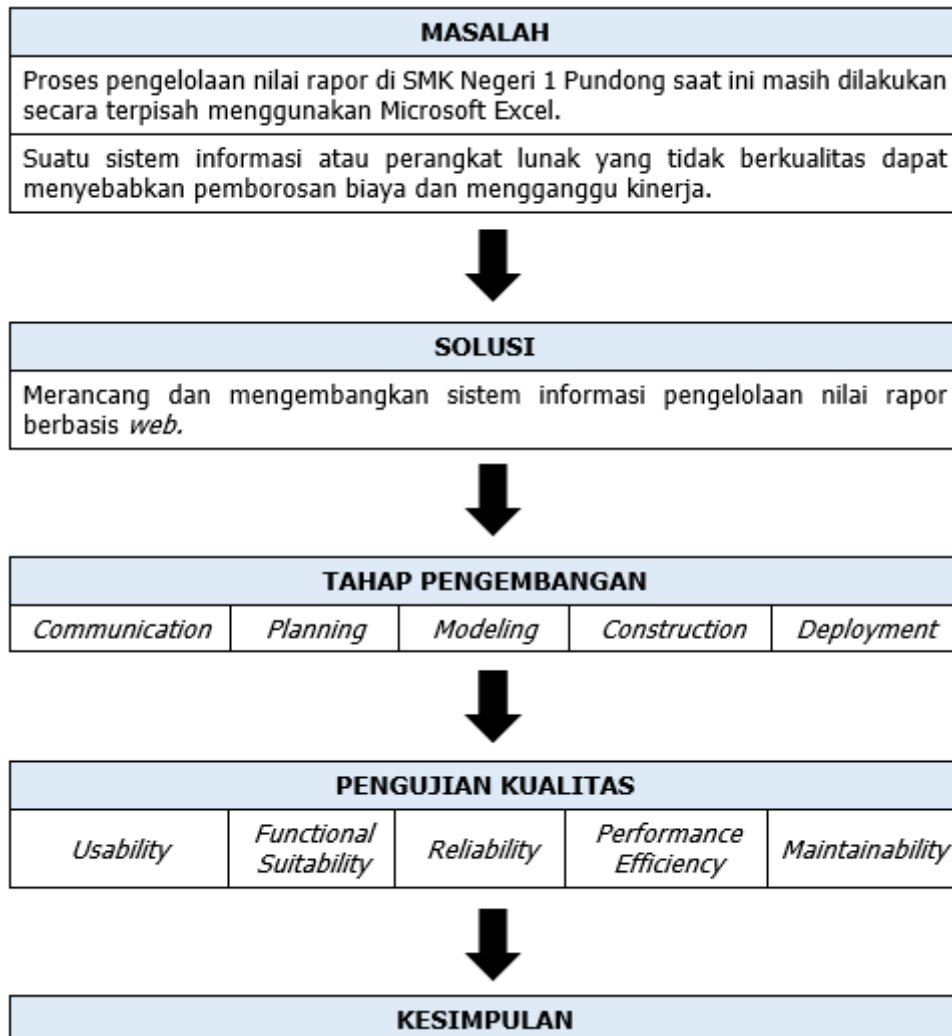 MASALAH
Proses pengelolaan nilai rapor di SMK Negeri 1 Pundong saat ini masih dilakukan
secara terpisah menggunakan Microsoft Excel.
Suatu sistem informasi atau perangkat lunak yang tidak berkualitas dapat
menyebabkan pemborosan biaya dan mengganggu kinerja.
SOLUSI
Merancang dan mengembangkan sistem informasi pengelolaan nilai rapor
berbasis web.
TAHAP PENGEMBANGAN
Communication Planning Modeling Construction Deployment
PENGUJIAN KUALITAS
Usability
Functional
Suitability
Reliability
Performance
Efficiency
Maintainability
KESIMPULAN